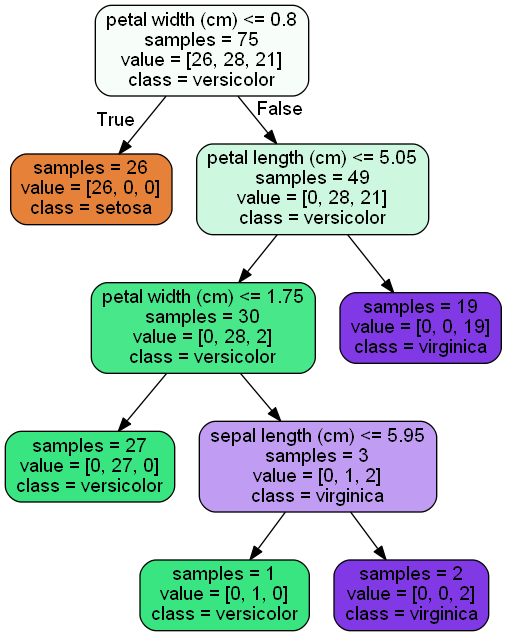 petal width (cm) <= 0.8
samples = 75
value = [26, 28, 21]
class = versicolor
True
False
samples = 26
value = [26, 0, 0]
class = setosa
petal length (cm) <= 5.05
samples = 49
value = [0, 28, 21]
class = versicolor
petal width (cm) <= 1.75
samples = 30
value = [0, 28, 2]
class = versicolor
samples = 19
value = [0, 0, 19]
class = virginica
samples = 27
value = [0, 27, 0]
class = versicolor
sepal length (cm) <= 5.95
samples = 3
value = [0, 1, 2]
class = virginica
samples = 1
value = [0, 1, 0]
class = versicolor
samples = 2
value = [0, 0, 2]
class = virginica